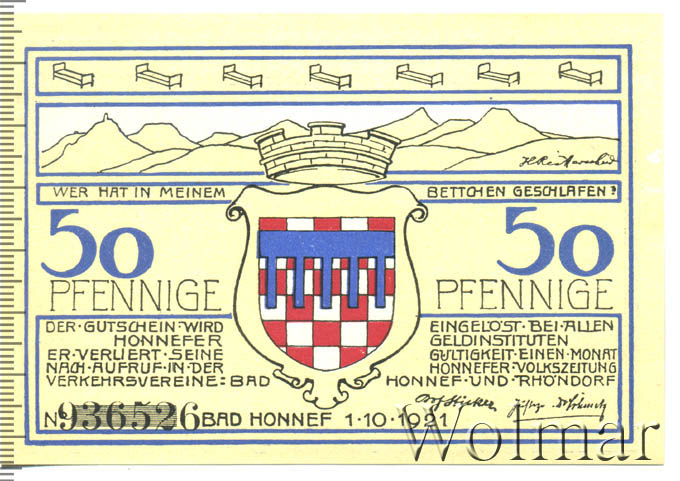 WER HAT IN MEINEM BETTCHEN GESCHLAFEN?
50 50
PFENNIGE PFENNIGE
DER·GUTSCHEIN·WIRD EINGELÖST·BEI·ALLEN
HONNEFER GELDINSTITUTEN
ER·VERLIERT·SEINE GÜLTIGKEIT·EINEN·MONAT
NACH·AUFRUF·IN·DER HONNEFER·VOLKSZEITUNG
VERKEHRSVEREINE: BAD HONNEF·UND·RHÖNDORF
N936526 BAD HONNEF 1·10·1921
Wolmar